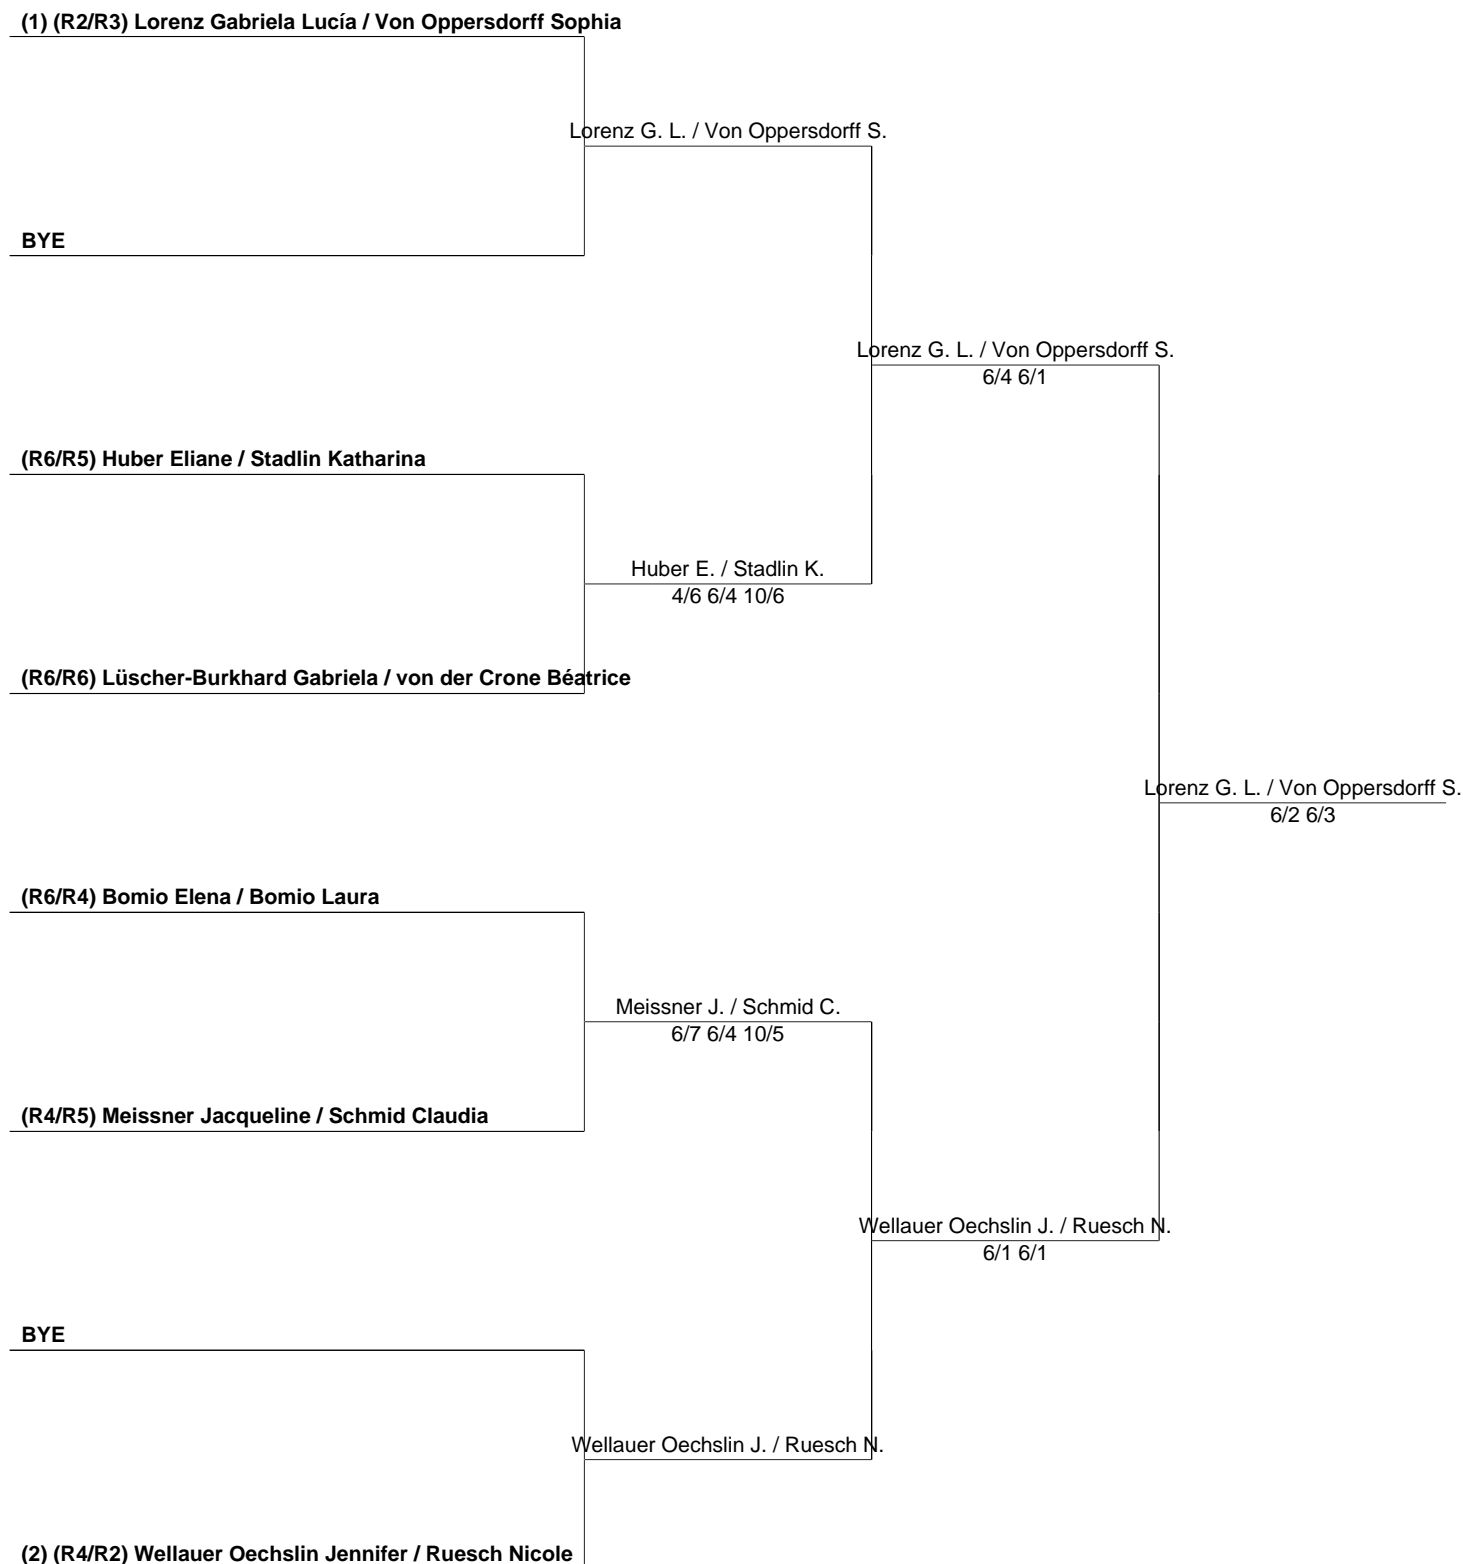 (1) (R2/R3) Lorenz Gabriela Lucía / Von Oppersdorff Sophia
Lorenz G. L. / Von Oppersdorff S.
BYE
Lorenz G. L. / Von Oppersdorff S.
6/4 6/1
(R6/R5) Huber Eliane / Stadlin Katharina
Huber E. / Stadlin K.
4/6 6/4 10/6
(R6/R6) Lüscher-Burkhard Gabriela / von der Crone Béatrice
Lorenz G. L. / Von Oppersdorff S.
6/2 6/3
(R6/R4) Bomio Elena / Bomio Laura
Meissner J. / Schmid C.
6/7 6/4 10/5
(R4/R5) Meissner Jacqueline / Schmid Claudia
Wellauer Oechslin J. / Ruesch N.
6/1 6/1
BYE
Wellauer Oechslin J. / Ruesch N.
(2) (R4/R2) Wellauer Oechslin Jennifer / Ruesch Nicole